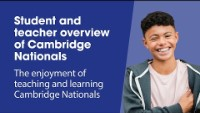 Student and
teacher overview
of Cambridge
Nationals
The enjoyment of
teaching and learning
Cambridge Nationals